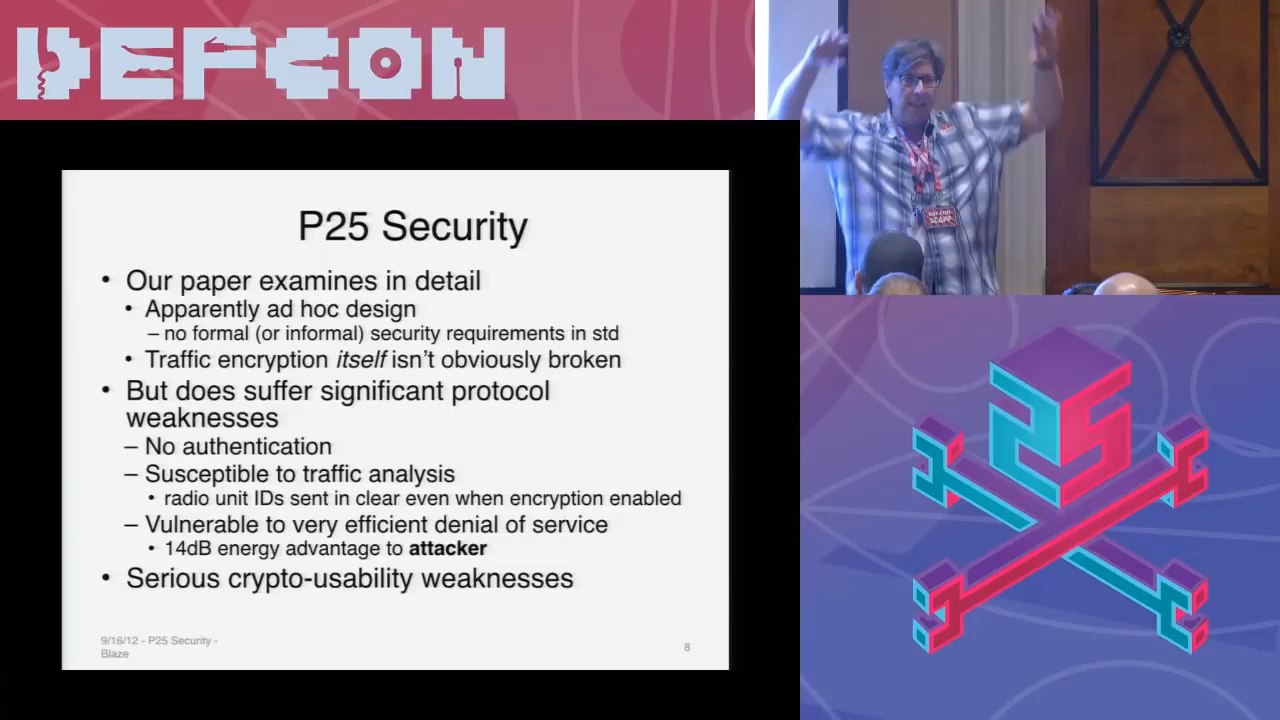 DEFCON
P25 Security
• Our paper examines in detail
• Apparently ad hoc design
– no formal (or informal) security requirements in std
• Traffic encryption itself isn't obviously broken
• But does suffer significant protocol
weaknesses
– No authentication
– Susceptible to traffic analysis
• radio unit IDs sent in clear even when encryption enabled
– Vulnerable to very efficient denial of service
• 14dB energy advantage to attacker
• Serious crypto-usability weaknesses
9/16/12 - P25 Security -
Blaze
8
25